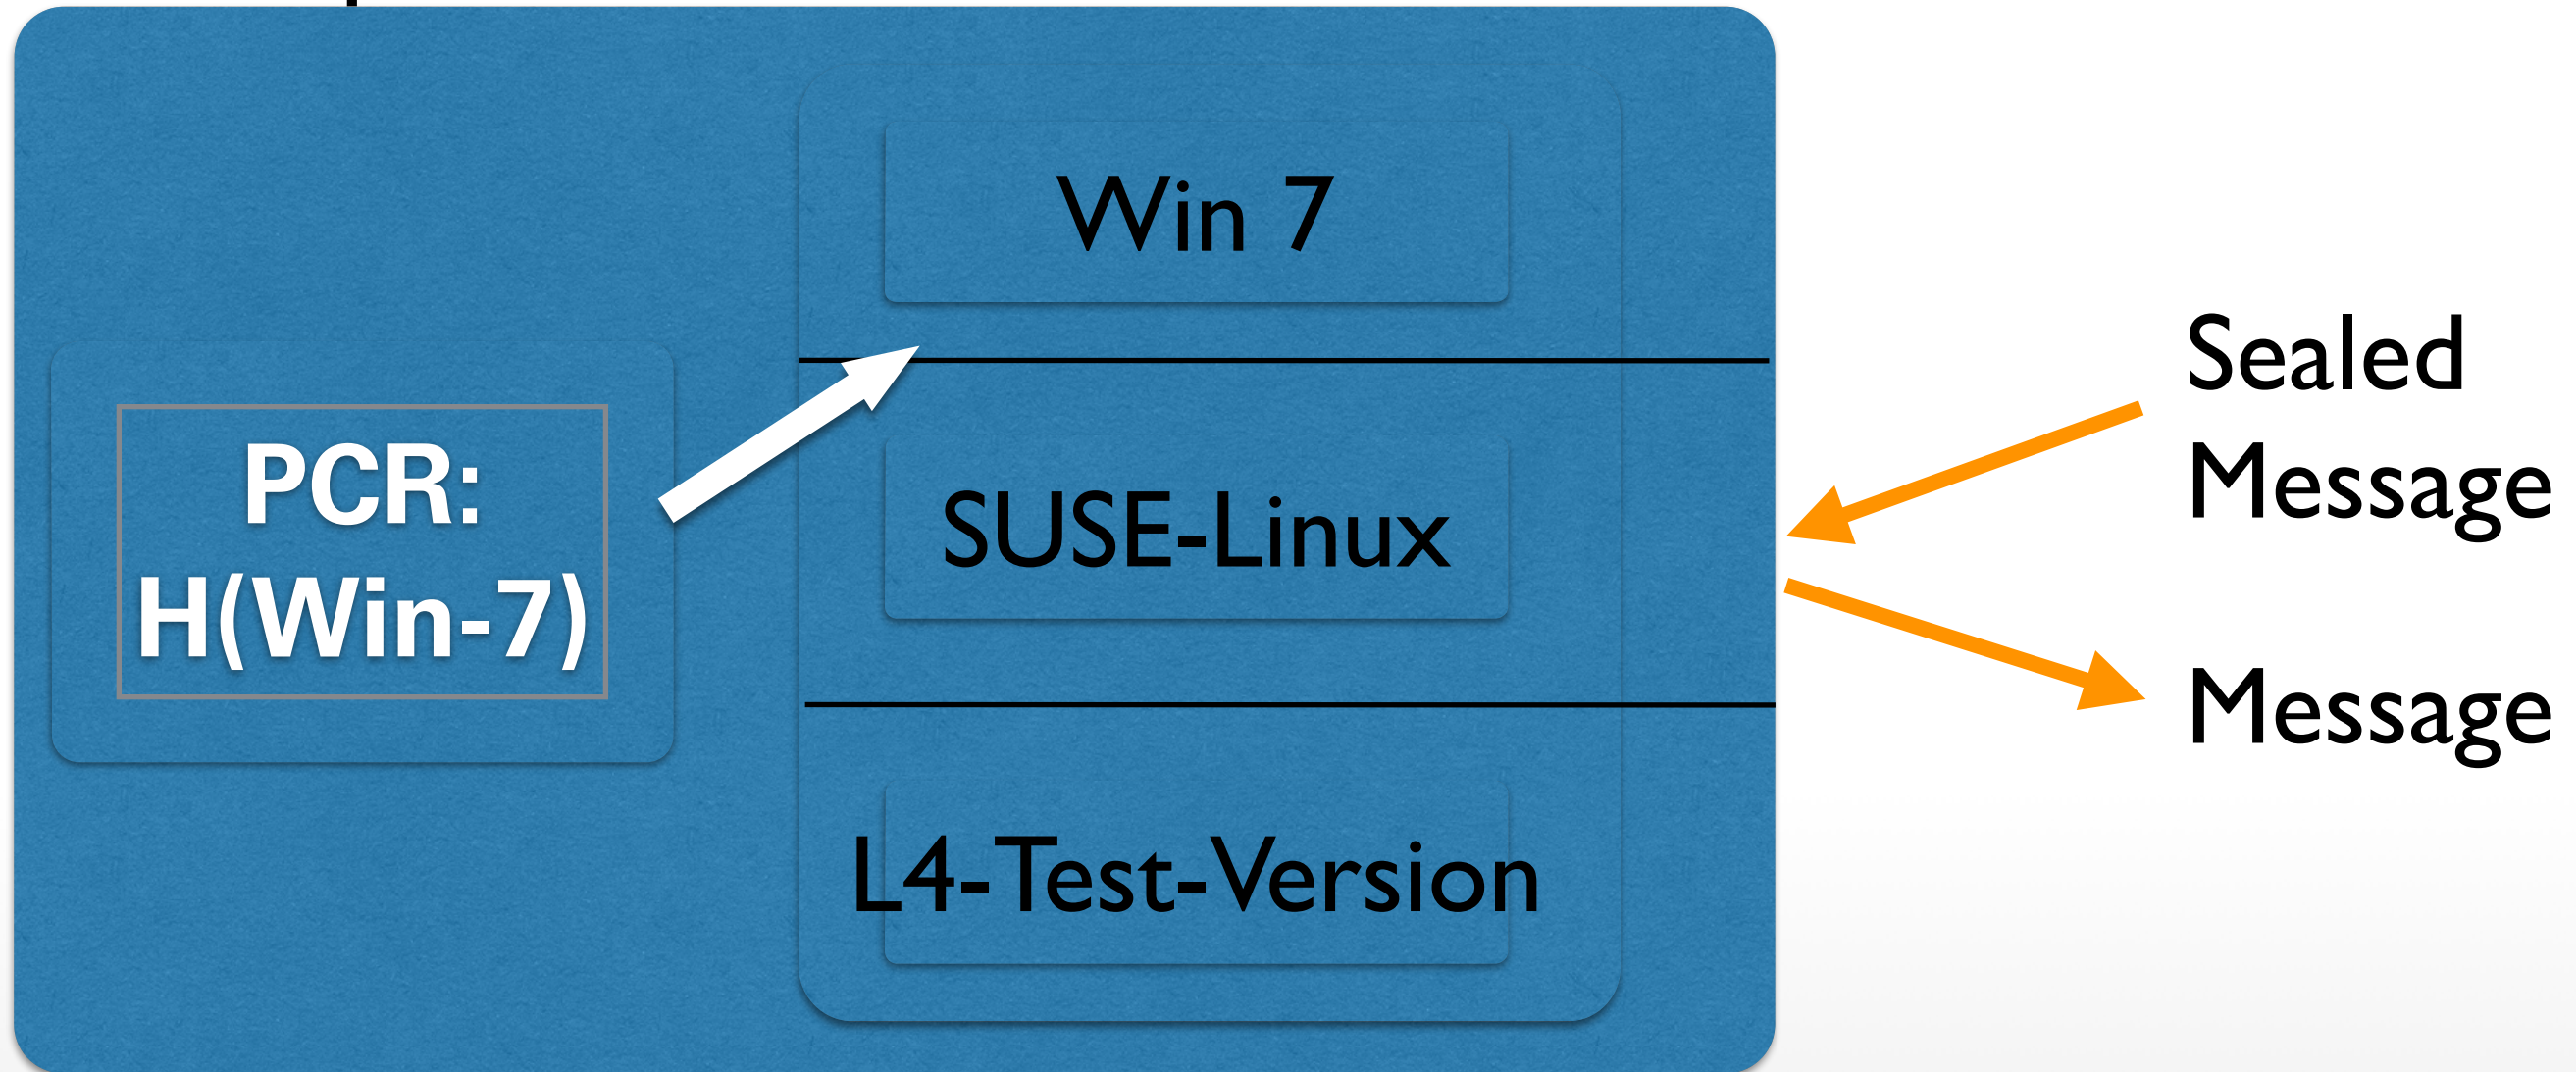 Win 7
PCR:
H(Win-7)
SUSE-Linux
L4-Test-Version
Sealed
Message
Message